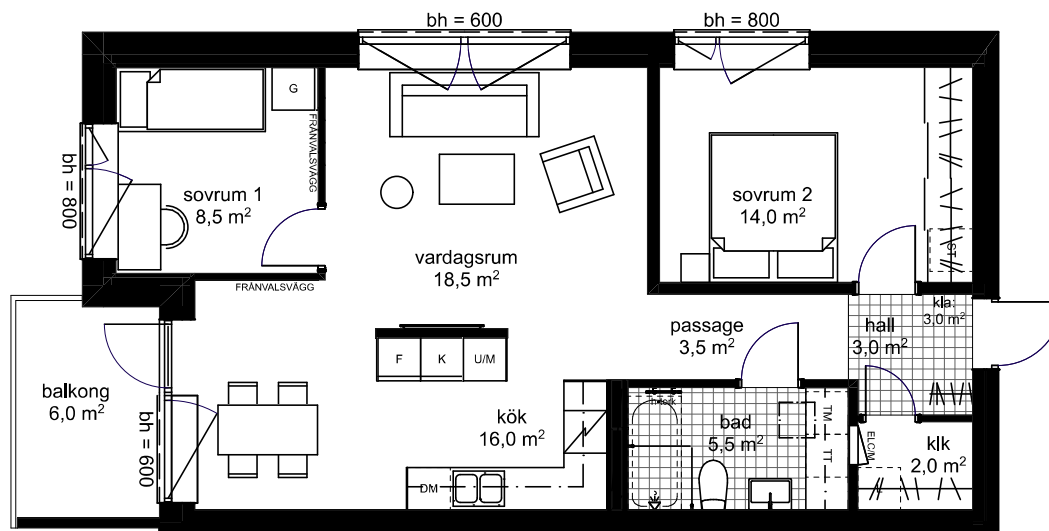 bh = 600
bh = 800
G
FRÅNVALSVÄGG
bh = 800
sovrum 1
8,5 m²
sovrum 2
14,0 m²
ST
vardagsrum
18,5 m²
FRÅNVALSVÄGG
kla:
3,0 m²
passage
3,5 m²
hall
3,0 m²
F
K
U/M
balkong
6,0 m²
bh = 600
kök
16,0 m²
bad
5,5 m²
TM
TT
ELC/M
klk
2,0 m²
DM